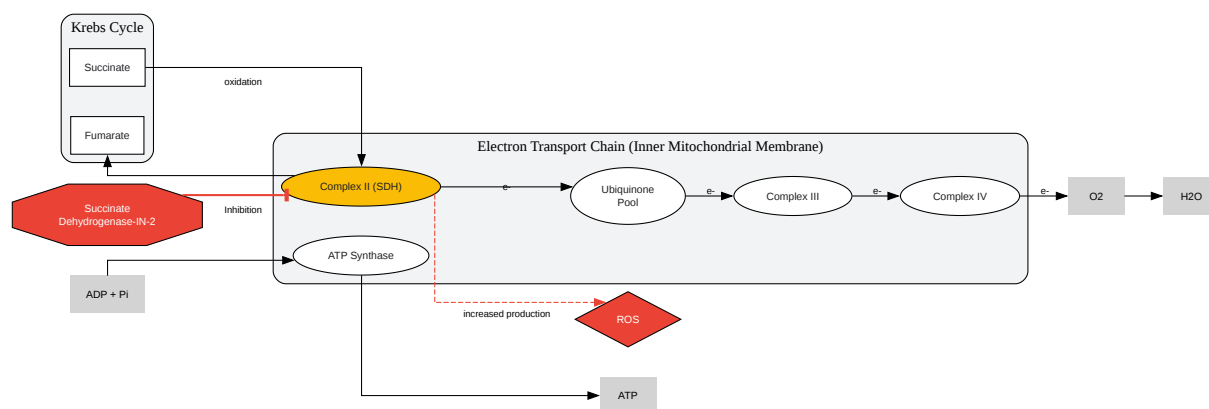 Krebs Cycle
Succinate
oxidation
Fumarate
Electron Transport Chain (Inner Mitochondrial Membrane)
Complex II (SDH)
e-
Ubiquinone
Pool
e-
Complex III
e-
Complex IV
e-
O2
H2O
Succinate
Dehydrogenase-IN-2
Inhibition
ATP Synthase
ADP + Pi
increased production
ROS
ATP